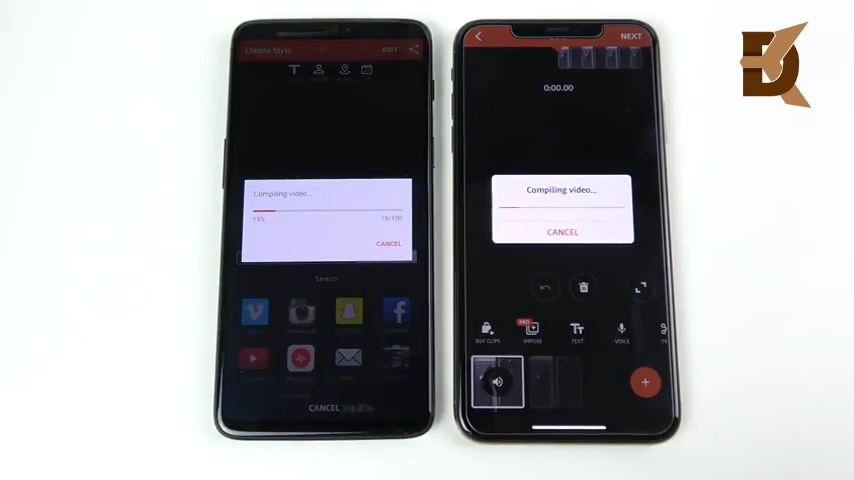 Choose Style
EDIT
Compiling video...
15%
15/100
CANCEL
Save to
CANCEL
NEXT
0:00.00
Compiling video...
CANCEL
PRO
BUY CLIPS
IMPOSE
TEXT
VOICE